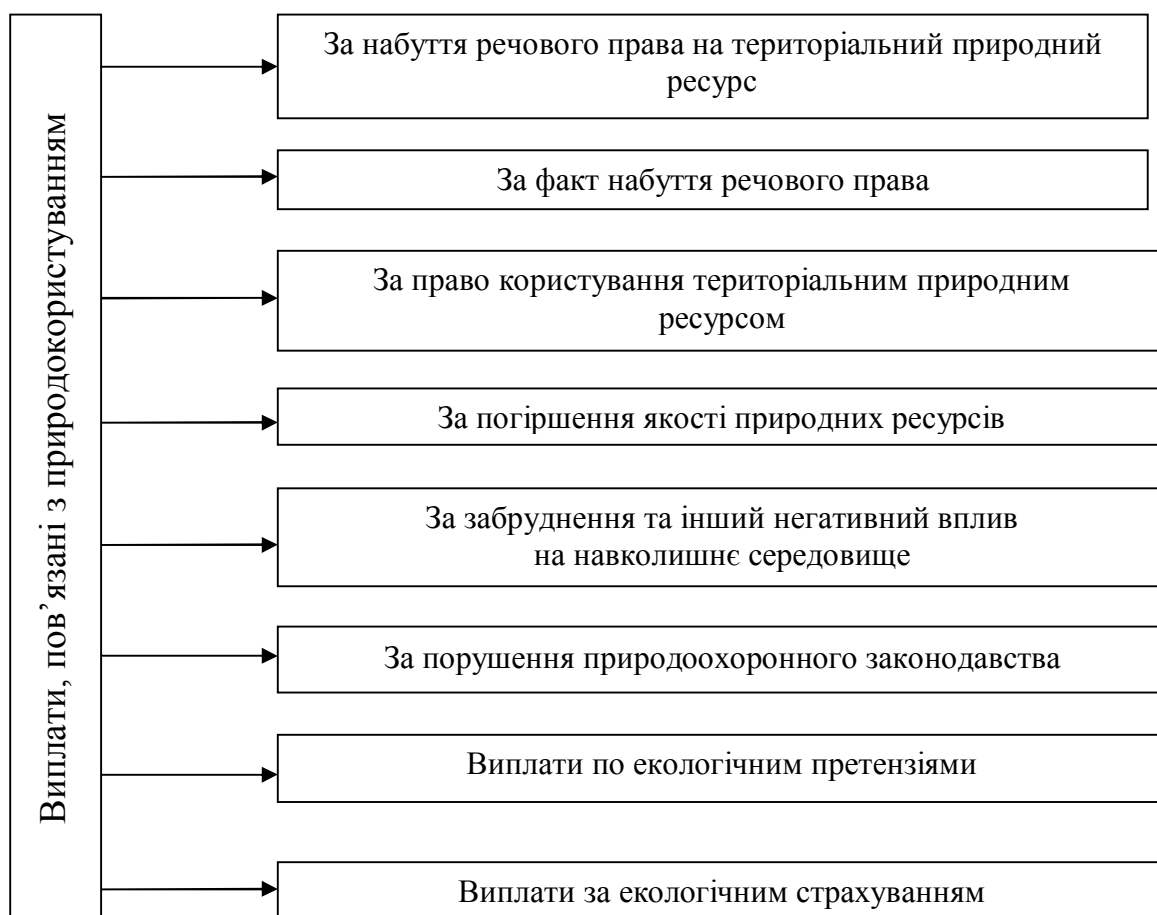 Виплати, пов’язані з природокористуванням
За набуття речового права на територіальний природний
ресурс
За факт набуття речового права
За право користування територіальним природним
ресурсом
За погіршення якості природних ресурсів
За забруднення та інший негативний вплив
на навколишнє середовище
За порушення природоохоронного законодавства
Виплати по екологічним претензіями
Виплати за екологічним страхуванням